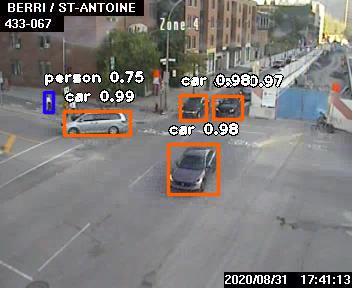 BERRI / ST-ANTOINE
433-067
Zone 4
person 0.75
car 0.98
0.97
car 0.99
car 0.98
2020/08/31 17:41:13